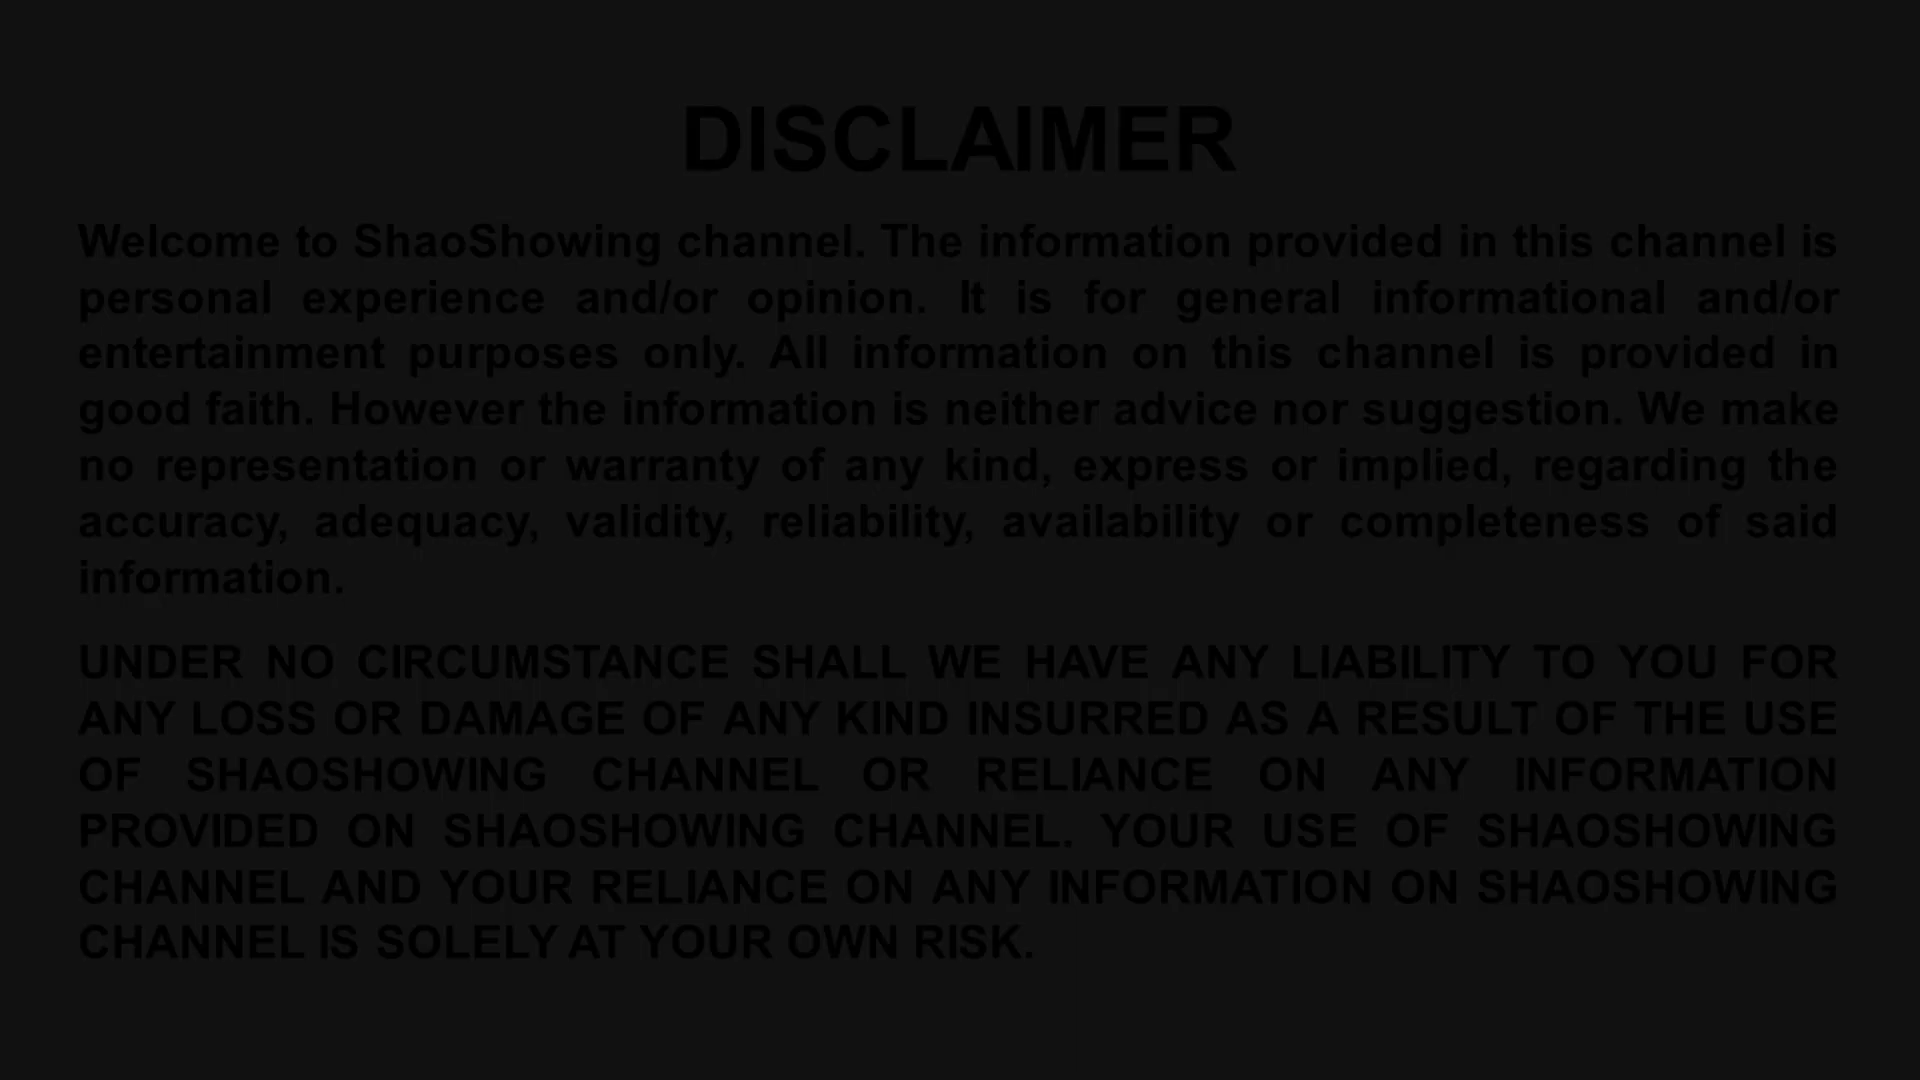 DISCLAIMER
Welcome to ShaoShowing channel. The information provided in this channel is
personal experience and/or opinion. It is for general informational and/or
entertainment purposes only. All information on this channel is provided in
good faith. However the information is neither advice nor suggestion. We make
no representation or warranty of any kind, express or implied, regarding the
accuracy, adequacy, validity, reliability, availability or completeness of said
information.
UNDER NO CIRCUMSTANCE SHALL WE HAVE ANY LIABILITY TO YOU FOR
ANY LOSS OR DAMAGE OF ANY KIND INSURRED AS A RESULT OF THE USE
OF SHAOSHOWING CHANNEL OR RELIANCE ON ANY INFORMATION
PROVIDED ON SHAOSHOWING CHANNEL. YOUR USE OF SHAOSHOWING
CHANNEL AND YOUR RELIANCE ON ANY INFORMATION ON SHAOSHOWING
CHANNEL IS SOLELY AT YOUR OWN RISK.